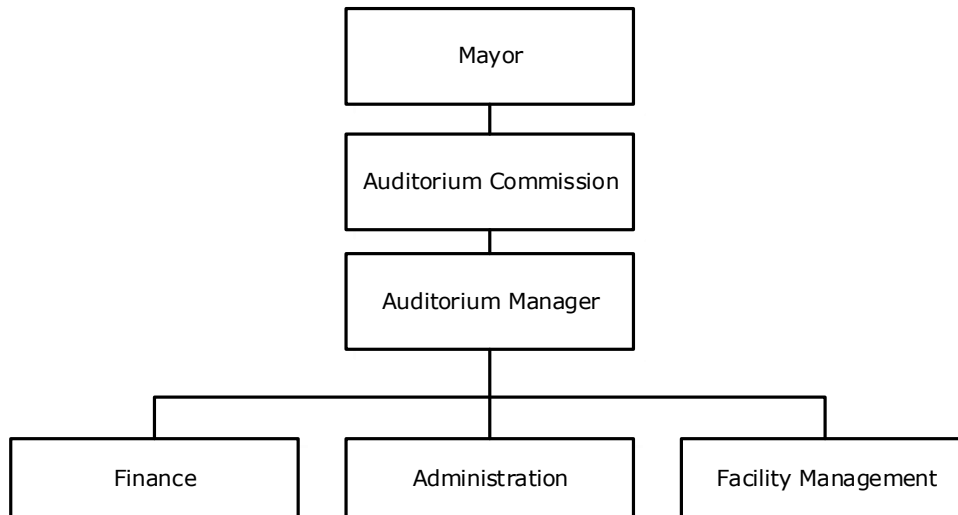 Mayor
Auditorium Commission
Auditorium Manager
Finance
Administration
Facility Management